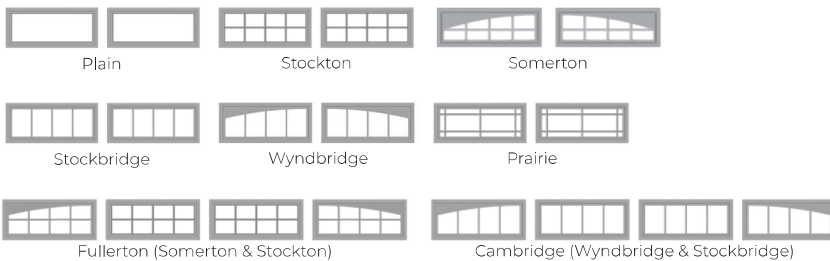 Plain
Stockton
Somerton
Stockbridge
Wyndbridge
Prairie
Fullerton (Somerton & Stockton)
Cambridge (Wyndbridge & Stockbridge)